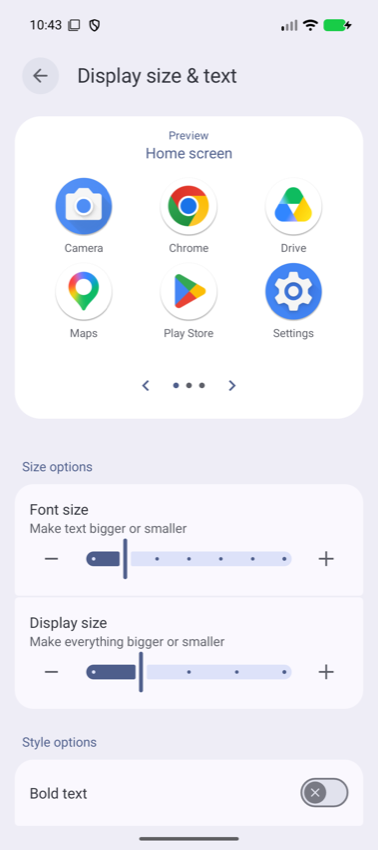 10:43
Display size & text
Preview
Home screen
Camera
Chrome
Drive
Maps
Play Store
Settings
Size options
Font size
Make text bigger or smaller
Display size
Make everything bigger or smaller
Style options
Bold text